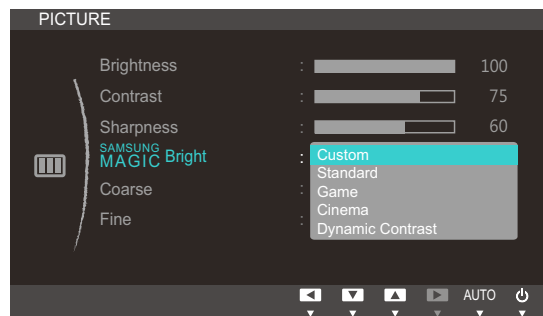 PICTURE
Brightness : 100
Contrast : 75
Sharpness : 60
SAMSUNG
MAGIC Bright : Custom
Standard
Coarse : Game
Cinema
Fine : Dynamic Contrast
AUTO